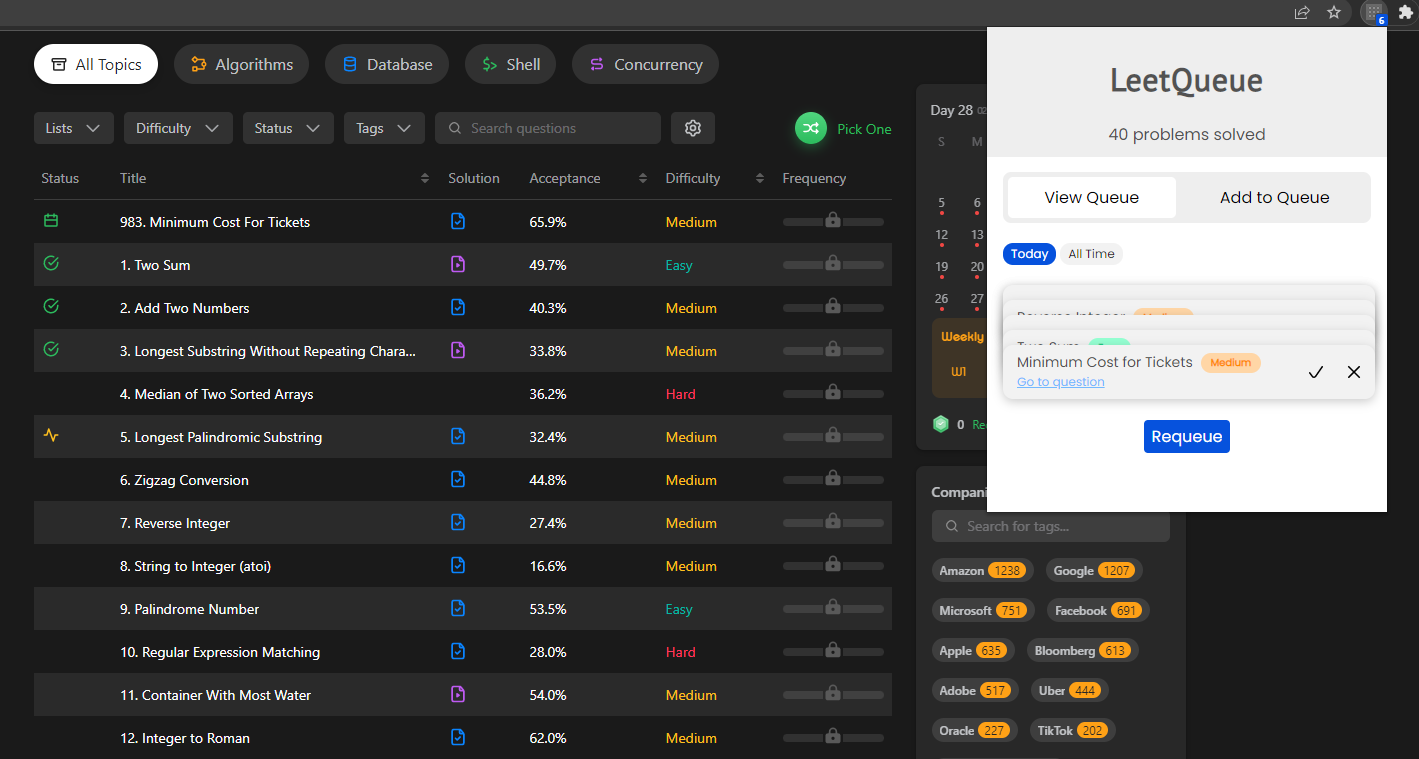 6
All Topics
Algorithms
Database
Shell
Concurrency
Lists
Difficulty
Status
Tags
Search questions
Pick One
Status Title Solution Acceptance Difficulty Frequency
983. Minimum Cost For Tickets 65.9% Medium
1. Two Sum 49.7% Easy
2. Add Two Numbers 40.3% Medium
3. Longest Substring Without Repeating Chara... 33.8% Medium
4. Median of Two Sorted Arrays 36.2% Hard
5. Longest Palindromic Substring 32.4% Medium
6. Zigzag Conversion 44.8% Medium
7. Reverse Integer 27.4% Medium
8. String to Integer (atoi) 16.6% Medium
9. Palindrome Number 53.5% Easy
10. Regular Expression Matching 28.0% Hard
11. Container With Most Water 54.0% Medium
12. Integer to Roman 62.0% Medium
Day 28
S M
5 6
12 13
19 20
26 27
Weekly
W1
0
LeetQueue
40 problems solved
View Queue
Add to Queue
Today
All Time
Reverse Integer
Two Sum
Minimum Cost for Tickets Medium
Go to question
Requeue
Search for tags...
Amazon 1238
Google 1207
Microsoft 751
Facebook 691
Apple 635
Bloomberg 613
Adobe 517
Uber 444
Oracle 227
TikTok 202